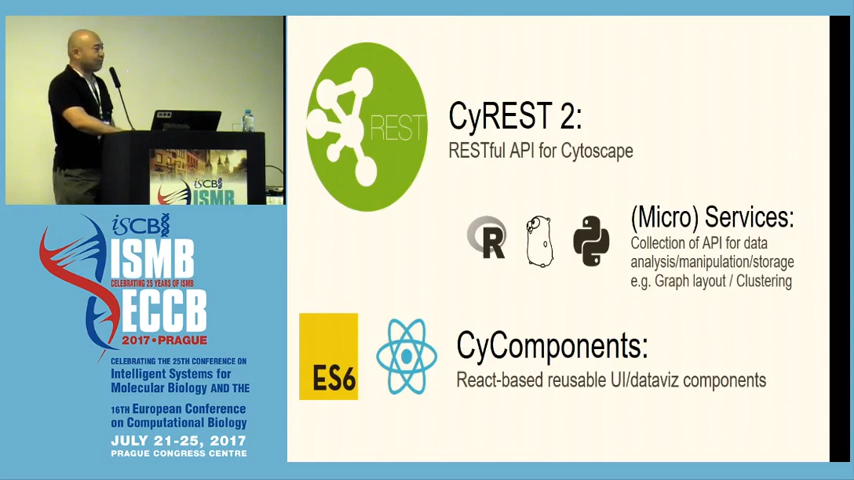 iSCB
ISMB
iSCB
ISMB
CELEBRATING 25 YEARS OF ISMB
ECCB
2017 • PRAGUE
CELEBRATING THE 25TH CONFERENCE ON
Intelligent Systems for
Molecular Biology AND THE
16TH European Conference
on Computational Biology
JULY 21-25, 2017
PRAGUE CONGRESS CENTRE
REST
CyREST 2:
RESTful API for Cytoscape
R
(Micro) Services:
Collection of API for data
analysis/manipulation/storage
e.g. Graph layout / Clustering
ES6
CyComponents:
React-based reusable UI/dataviz components